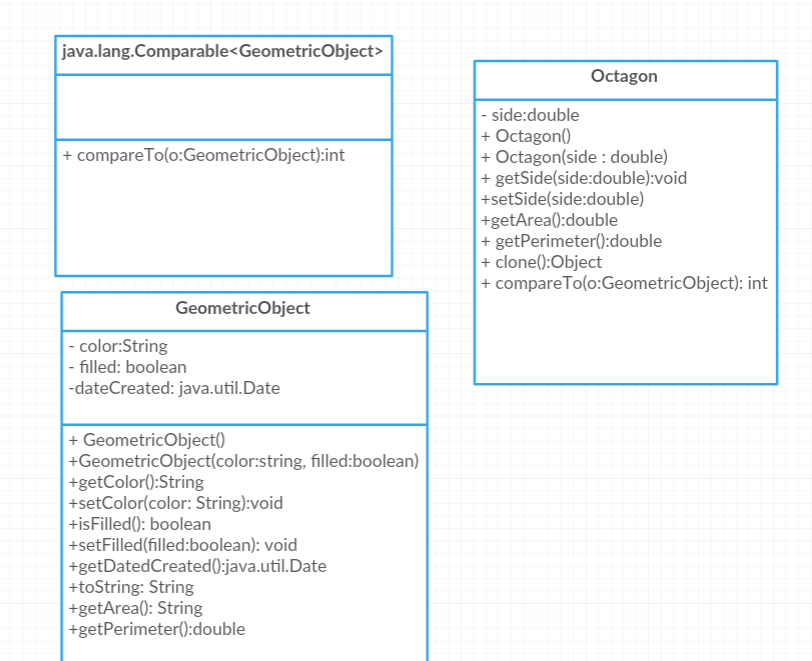 java.lang.Comparable<GeometricObject>
+ compareTo(o:GeometricObject):int
Octagon
- side:double
+ Octagon()
+ Octagon(side : double)
+ getSide(side:double):void
+setSide(side:double)
+getArea():double
+ getPerimeter():double
+ clone():Object
+ compareTo(o:GeometricObject): int
GeometricObject
- color:String
- filled: boolean
-dateCreated: java.util.Date
+ GeometricObject()
+GeometricObject(color:string, filled:boolean)
+getColor():String
+setColor(color: String):void
+isFilled(): boolean
+setFilled(filled:boolean): void
+getDatedCreated():java.util.Date
+toString: String
+getArea(): String
+getPerimeter():double